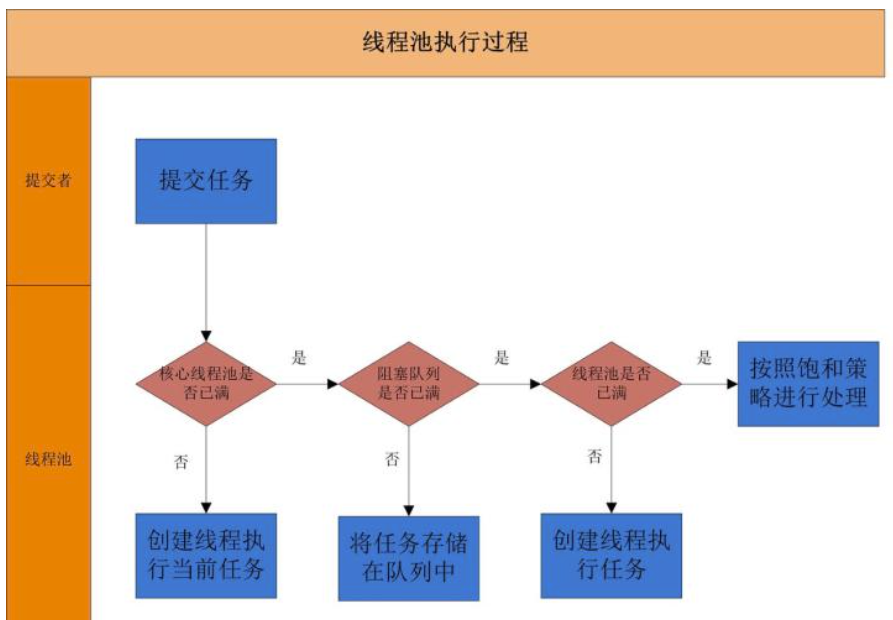 线程池执行过程
提交者
提交任务
线程池
核心线程池是
否已满
是
阻塞队列
是否已满
是
线程池是否
已满
是
按照饱和策
略进行处理
否
否
否
创建线程执
行当前任务
将任务存储
在队列中
创建线程执
行任务